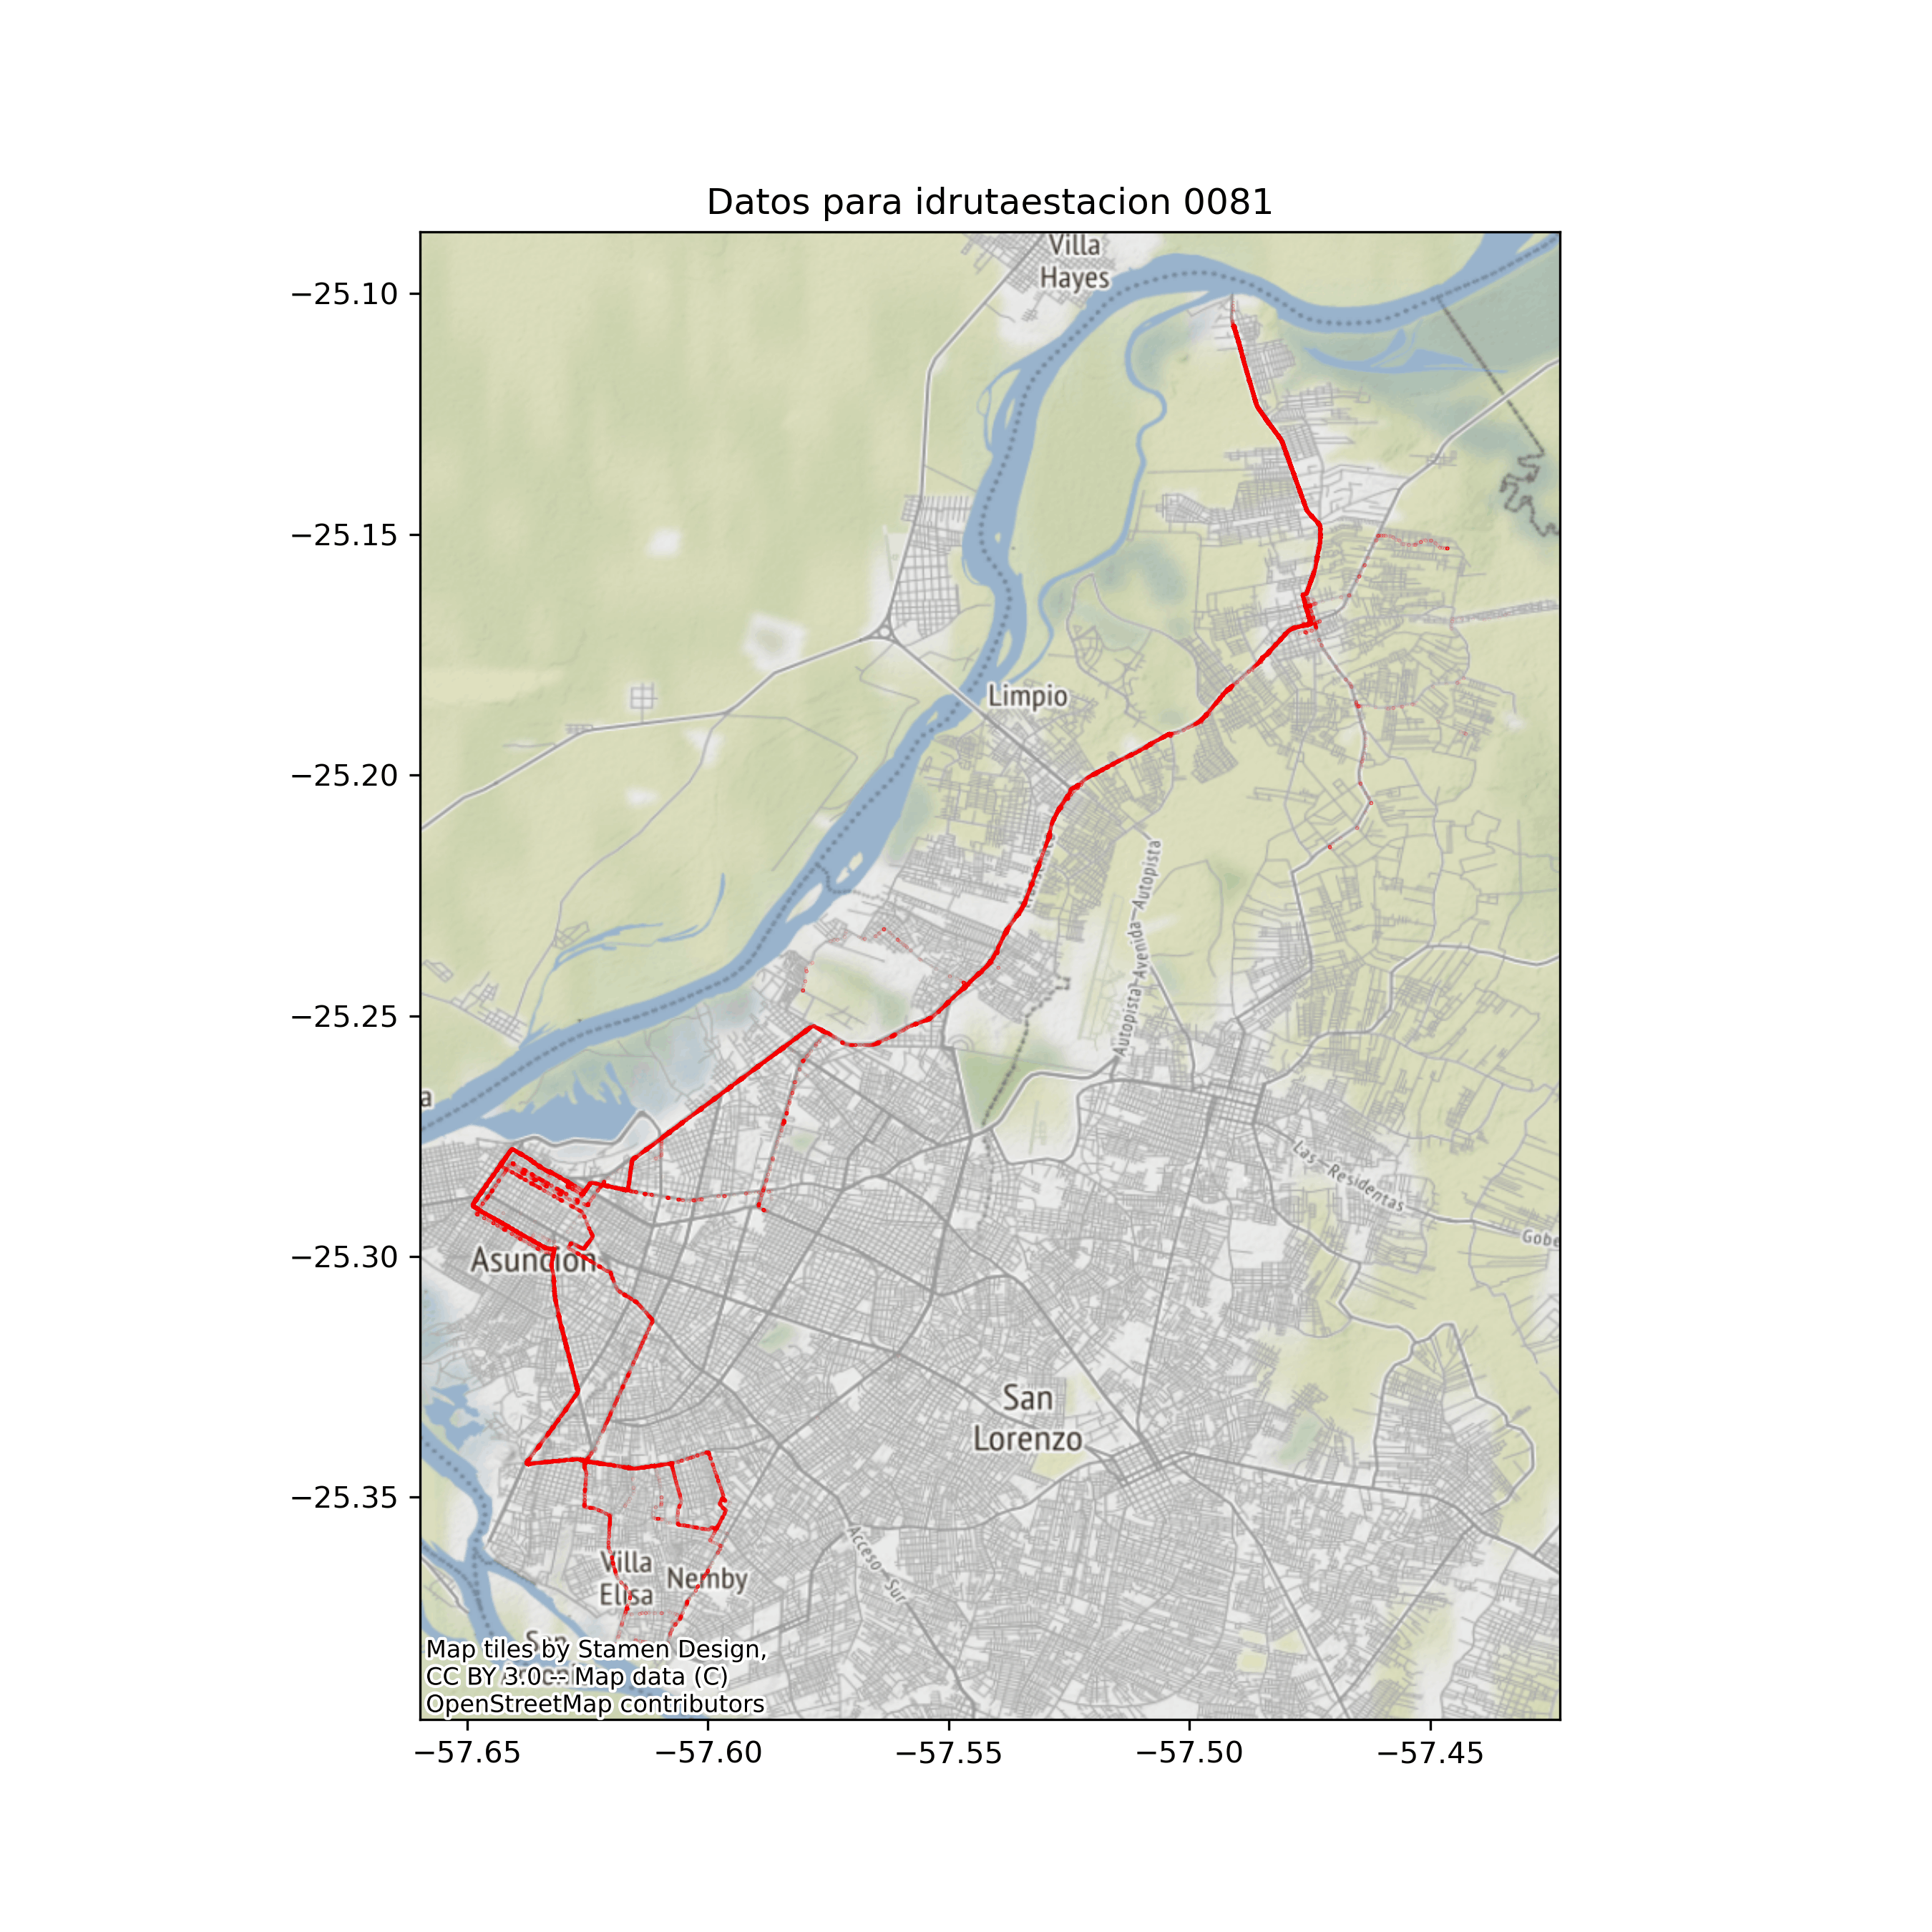 Datos para idrutaestacion 0081
Villa
Hayes
−25.10
−25.15
Limpio
−25.20
Autopista-Avenida-Autopista
−25.25
a
Las-Residentas
Gobe
Asuncion
−25.30
San
Lorenzo
−25.35
Acceso-Sur
Villa
Elisa
Nemby
San
Map tiles by Stamen Design,
CC BY 3.0 -- Map data (C)
OpenStreetMap contributors
−57.65
−57.60
−57.55
−57.50
−57.45